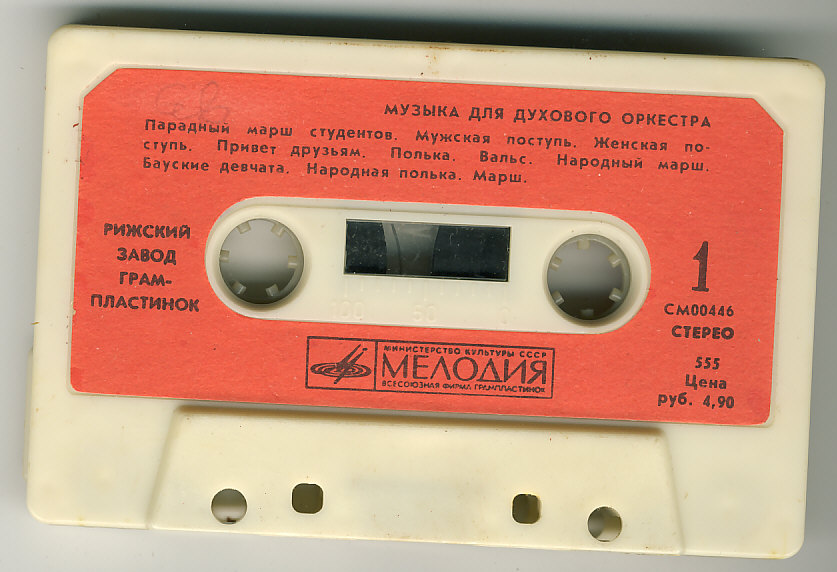 МУЗЫКА ДЛЯ ДУХОВОГО ОРКЕСТРА
Парадный марш студентов. Мужская поступь. Женская по-
ступь. Привет друзьям. Полька. Вальс. Народный марш.
Бауские девчата. Народная полька. Марш.
РИЖСКИЙ
ЗАВОД
ГРАМ-
ПЛАСТИНОК
100 50 0
1
СМ00446
СТЕРЕО
МИНИСТЕРСТВО КУЛЬТУРЫ СССР
МЕЛОДИЯ
ВСЕСОЮЗНАЯ ФИРМА ГРАМПЛАСТИНОК
555
Цена
руб. 4,90